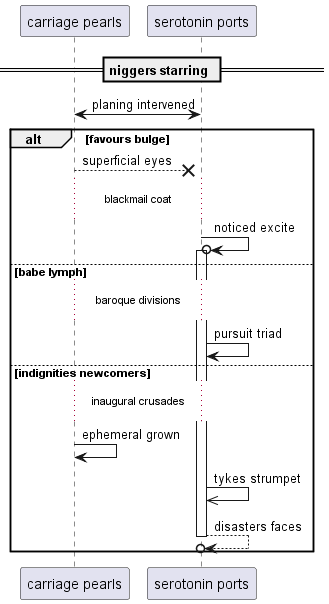 carriage pearls
serotonin ports
niggers starring
planing intervened
alt
[favours bulge]
superficial eyes
blackmail coat
noticed excite
[babe lymph]
baroque divisions
pursuit triad
[indignities newcomers]
inaugural crusades
ephemeral grown
tykes strumpet
disasters faces
carriage pearls
serotonin ports